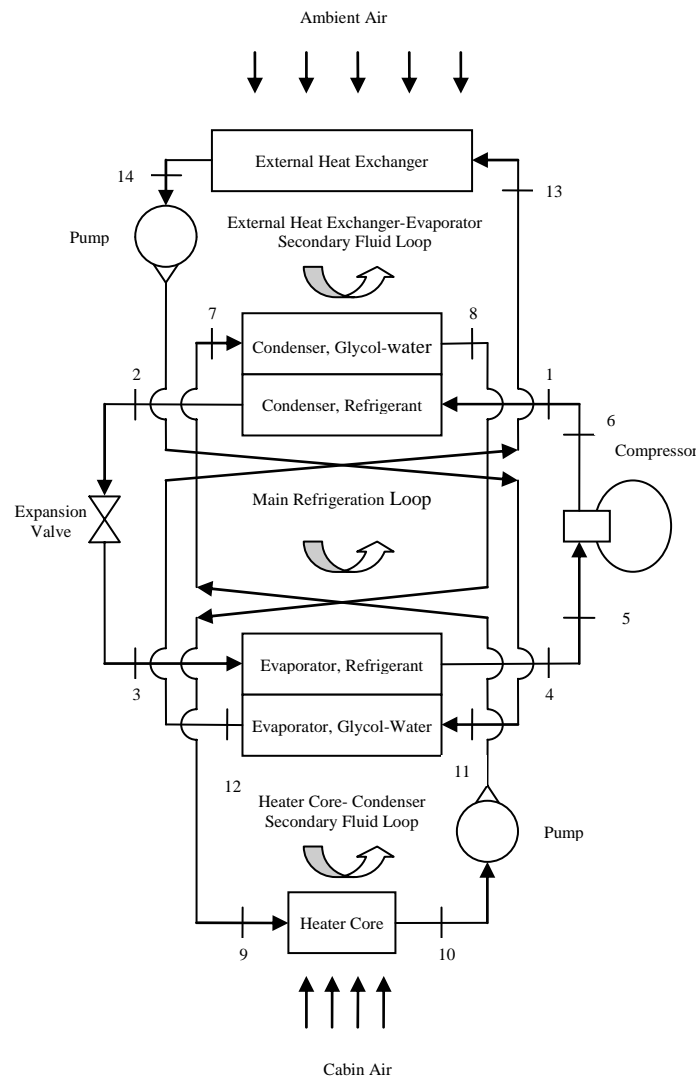 Ambient Air
External Heat Exchanger
14
13
Pump
External Heat Exchanger-Evaporator
Secondary Fluid Loop
7
8
Condenser, Glycol-water
2
1
Condenser, Refrigerant
6
Compressor
Expansion
Valve
Main Refrigeration Loop
5
Evaporator, Refrigerant
3
4
Evaporator, Glycol-Water
12
11
Heater Core- Condenser
Secondary Fluid Loop
Pump
Heater Core
9
10
Cabin Air